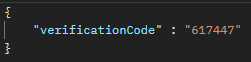 {
"verificationCode" : "617447"
}